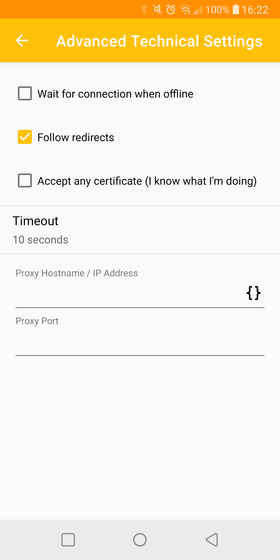 100% 16:22
Advanced Technical Settings
Wait for connection when offline
Follow redirects
Accept any certificate (I know what I'm doing)
Timeout
10 seconds
Proxy Hostname / IP Address
{}
Proxy Port